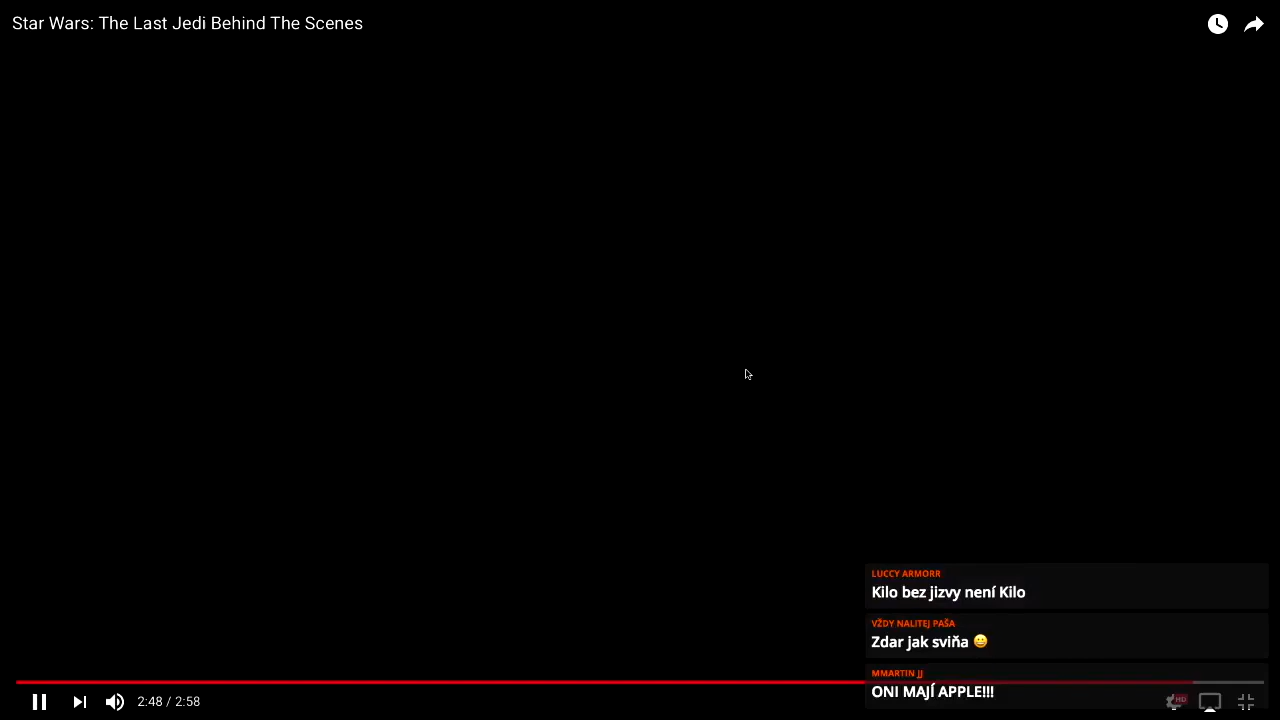 Star Wars: The Last Jedi Behind The Scenes
LUCCY ARMORR
Kilo bez jizvy není Kilo
VŽDY NALITEJ PAŠA
Zdar jak sviňa 😀
MMARTIN JJ
ONI MAJÍ APPLE!!!
2:48 / 2:58
HD